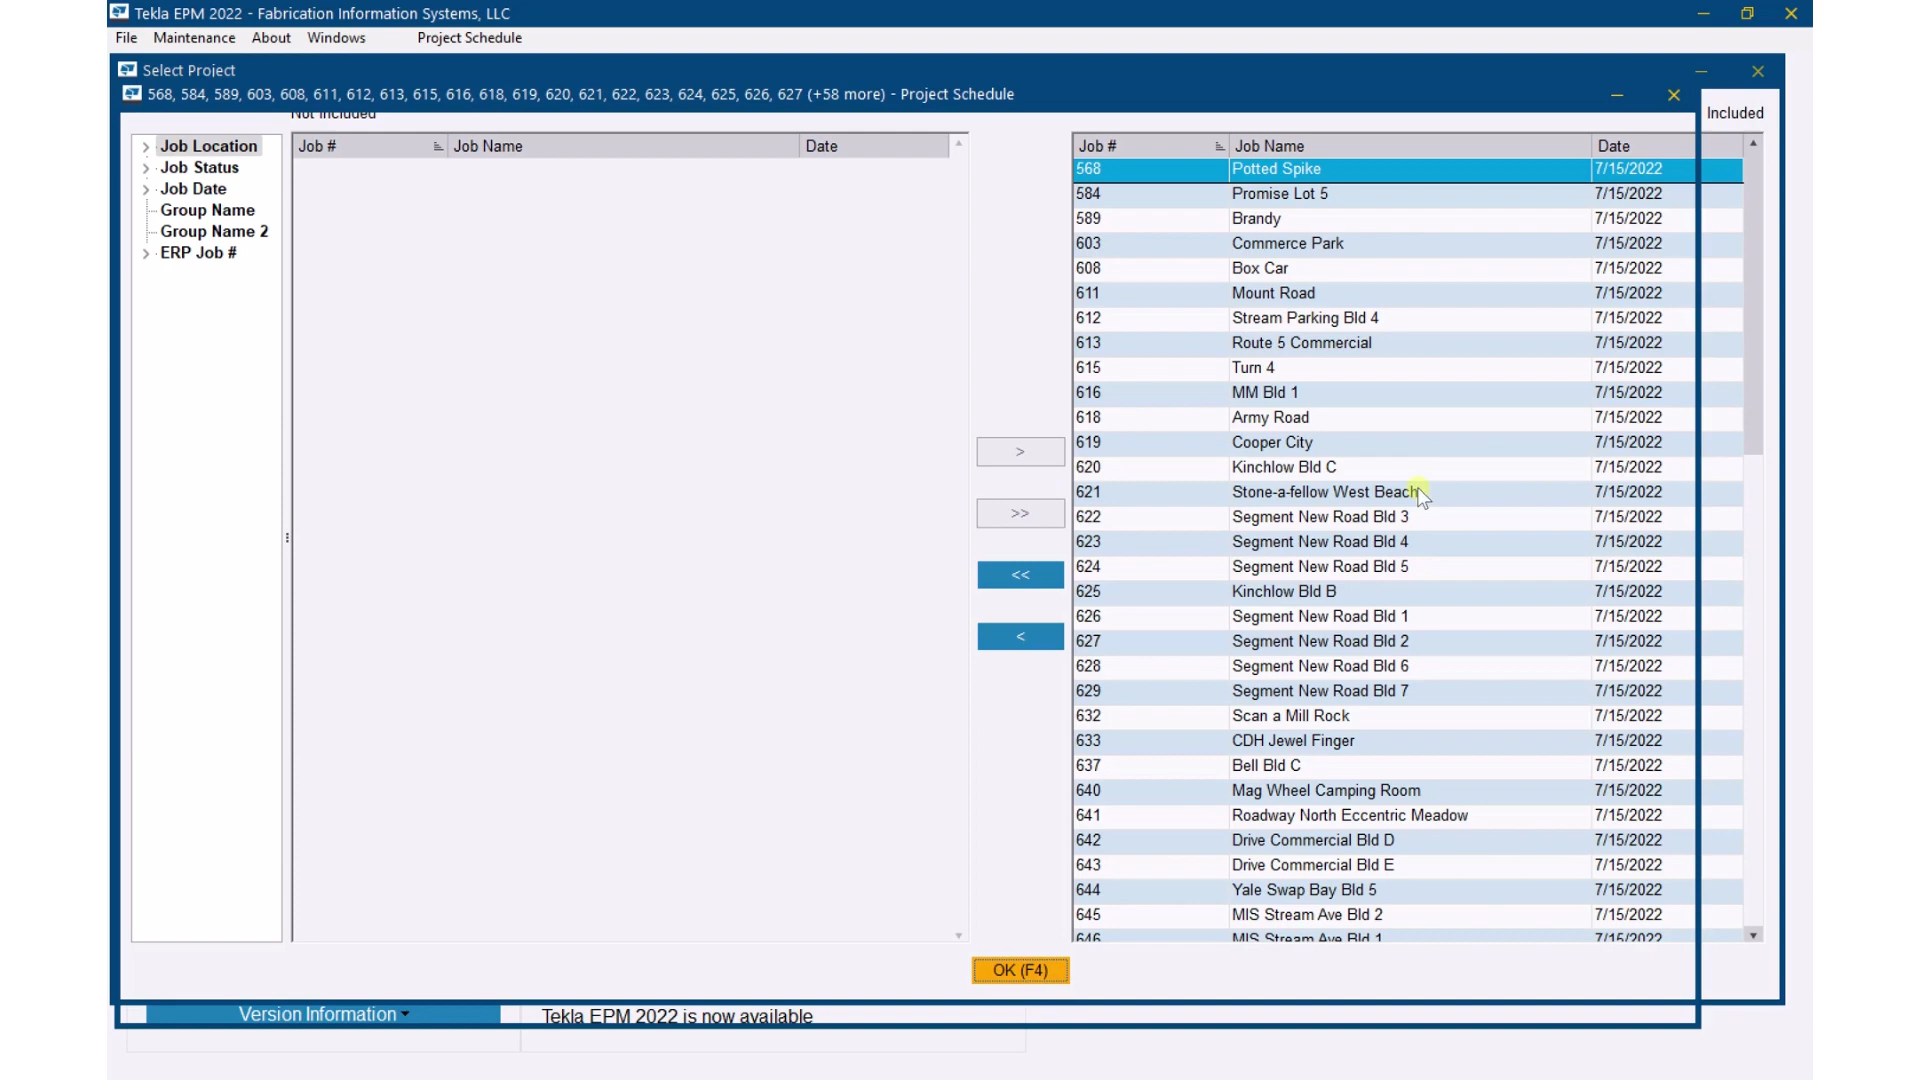 Tekla EPM 2022 - Fabrication Information Systems, LLC
File Maintenance About Windows Project Schedule
Select Project
568, 584, 589, 603, 608, 611, 612, 613, 615, 616, 618, 619, 620, 621, 622, 623, 624, 625, 626, 627 (+58 more) - Project Schedule
Not Included
Included
Job Location
Job Status
Job Date
Group Name
Group Name 2
ERP Job #
Job # Job Name Date
>
>>
<<
<
Job # Job Name Date
568 Potted Spike 7/15/2022
584 Promise Lot 5 7/15/2022
589 Brandy 7/15/2022
603 Commerce Park 7/15/2022
608 Box Car 7/15/2022
611 Mount Road 7/15/2022
612 Stream Parking Bld 4 7/15/2022
613 Route 5 Commercial 7/15/2022
615 Turn 4 7/15/2022
616 MM Bld 1 7/15/2022
618 Army Road 7/15/2022
619 Cooper City 7/15/2022
620 Kinchlow Bld C 7/15/2022
621 Stone-a-fellow West Beach 7/15/2022
622 Segment New Road Bld 3 7/15/2022
623 Segment New Road Bld 4 7/15/2022
624 Segment New Road Bld 5 7/15/2022
625 Kinchlow Bld B 7/15/2022
626 Segment New Road Bld 1 7/15/2022
627 Segment New Road Bld 2 7/15/2022
628 Segment New Road Bld 6 7/15/2022
629 Segment New Road Bld 7 7/15/2022
632 Scan a Mill Rock 7/15/2022
633 CDH Jewel Finger 7/15/2022
637 Bell Bld C 7/15/2022
640 Mag Wheel Camping Room 7/15/2022
641 Roadway North Eccentric Meadow 7/15/2022
642 Drive Commercial Bld D 7/15/2022
643 Drive Commercial Bld E 7/15/2022
644 Yale Swap Bay Bld 5 7/15/2022
645 MIS Stream Ave Bld 2 7/15/2022
646 MIS Stream Ave Bld 1 7/15/2022
OK (F4)
Version Information
Tekla EPM 2022 is now available